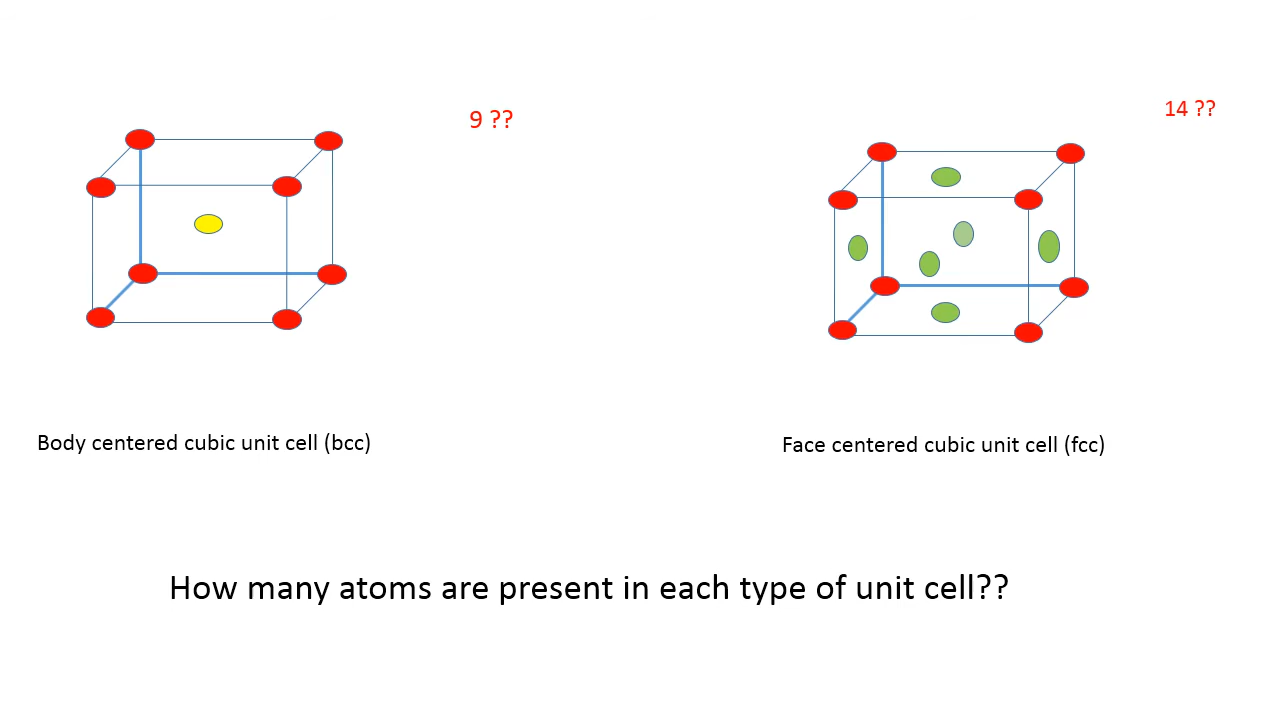 9 ??
14 ??
Body centered cubic unit cell (bcc)
Face centered cubic unit cell (fcc)
How many atoms are present in each type of unit cell??